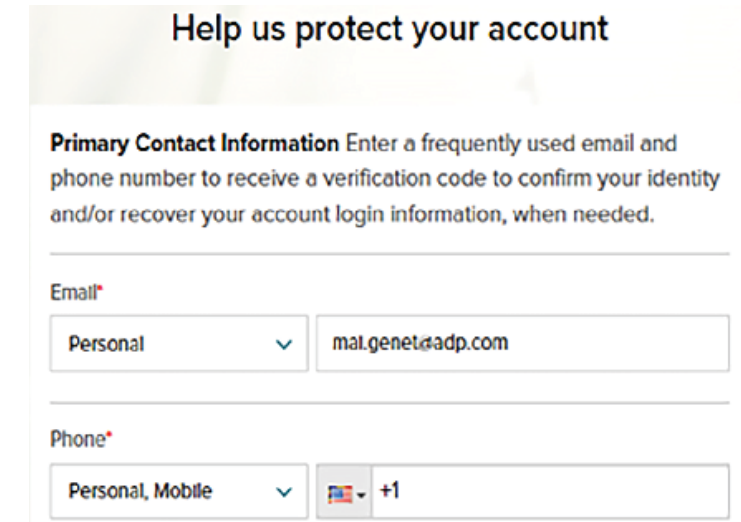 Help us protect your account
Primary Contact Information Enter a frequently used email and
phone number to receive a verification code to confirm your identity
and/or recover your account login information, when needed.
Email*
Personal
mal.genet@adp.com
Phone*
Personal, Mobile
+1